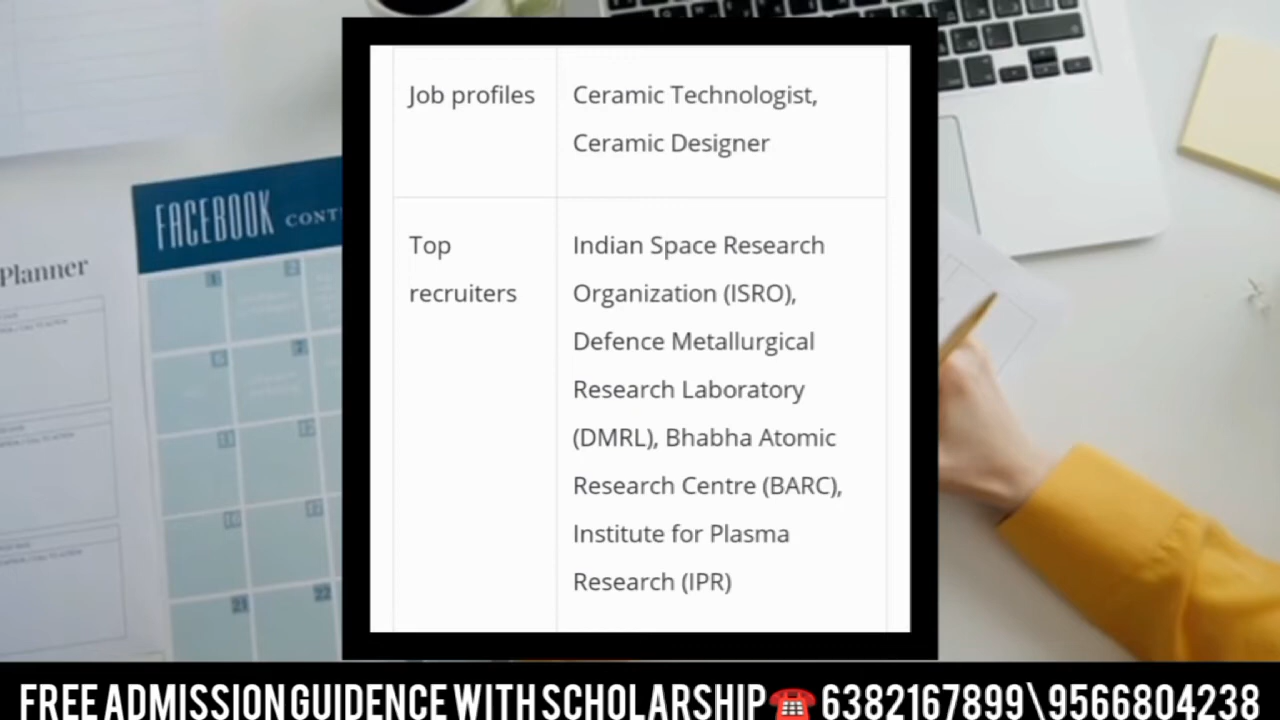 Job profiles
Ceramic Technologist,
Ceramic Designer
Top
recruiters
Indian Space Research
Organization (ISRO),
Defence Metallurgical
Research Laboratory
(DMRL), Bhabha Atomic
Research Centre (BARC),
Institute for Plasma
Research (IPR)
FACEBOOK CONT
Planner
FREE ADMISSION GUIDENCE WITH SCHOLARSHIP☎6382167899\9566804238